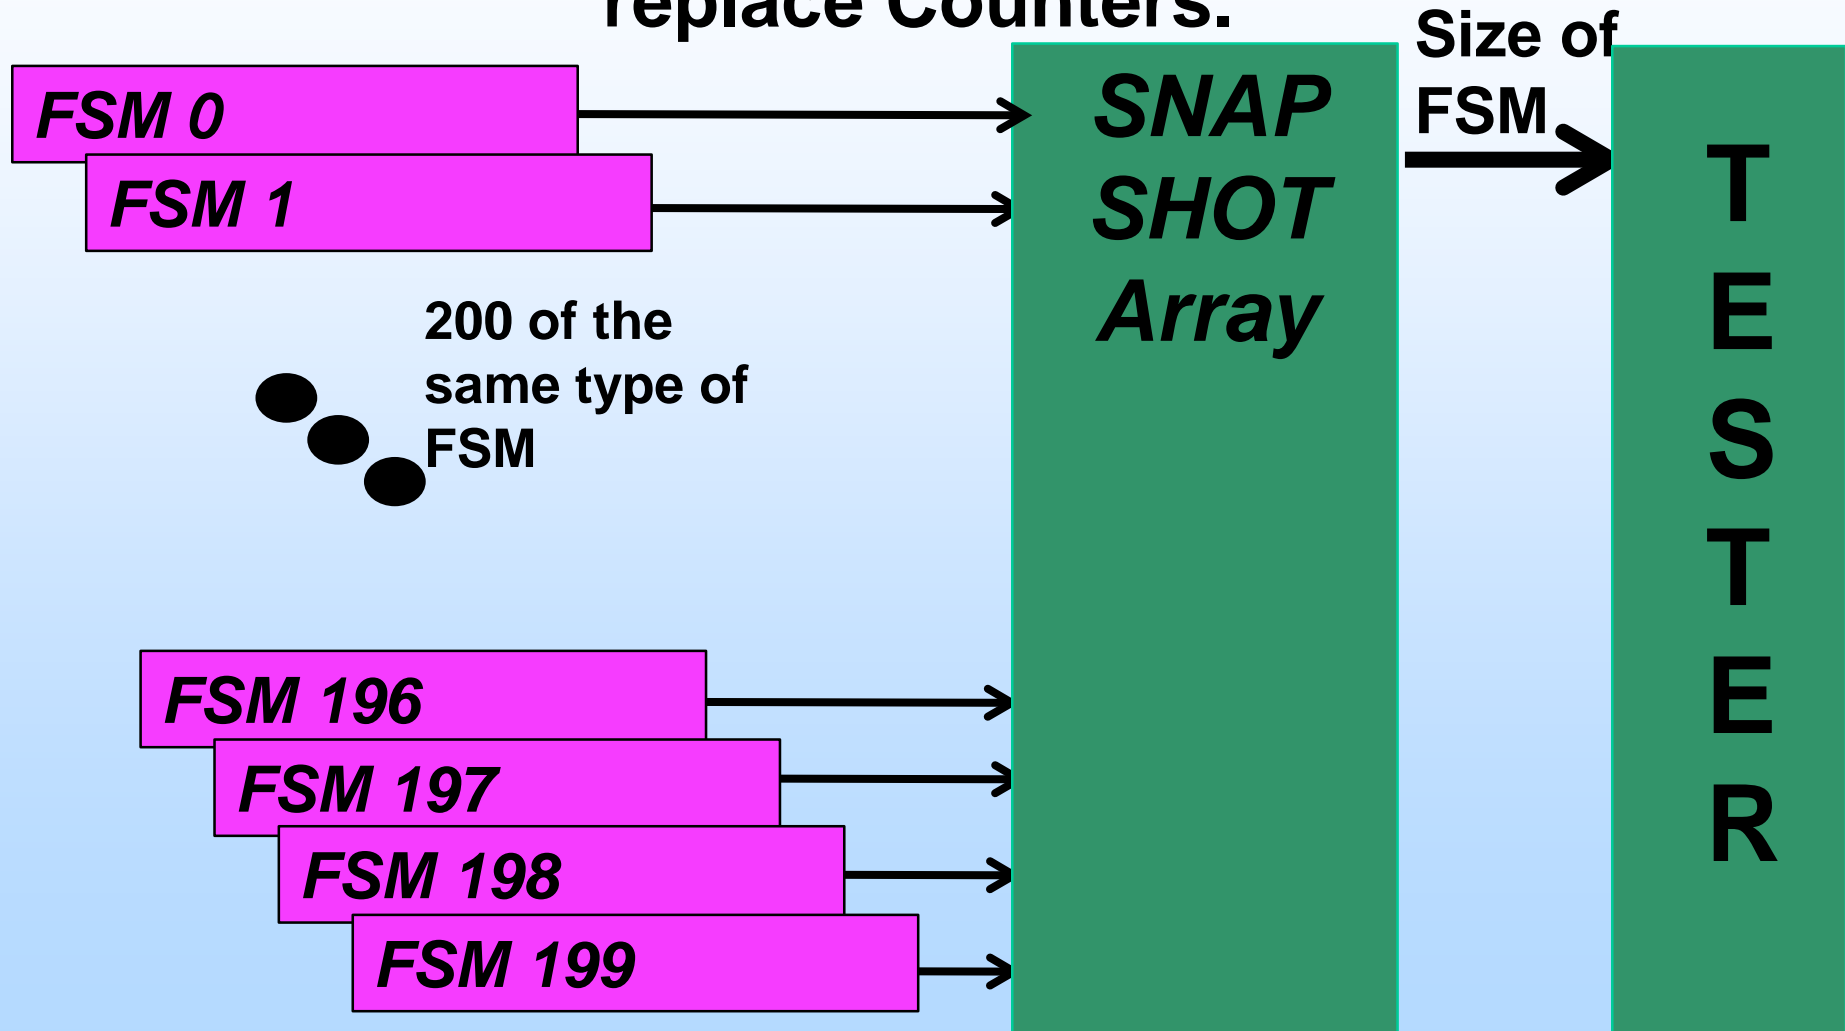 replace Counters.
Size of
FSM
FSM 0
FSM 1
SNAP
SHOT
Array
200 of the
same type of
FSM
FSM 196
FSM 197
FSM 198
FSM 199
T
E
S
T
E
R